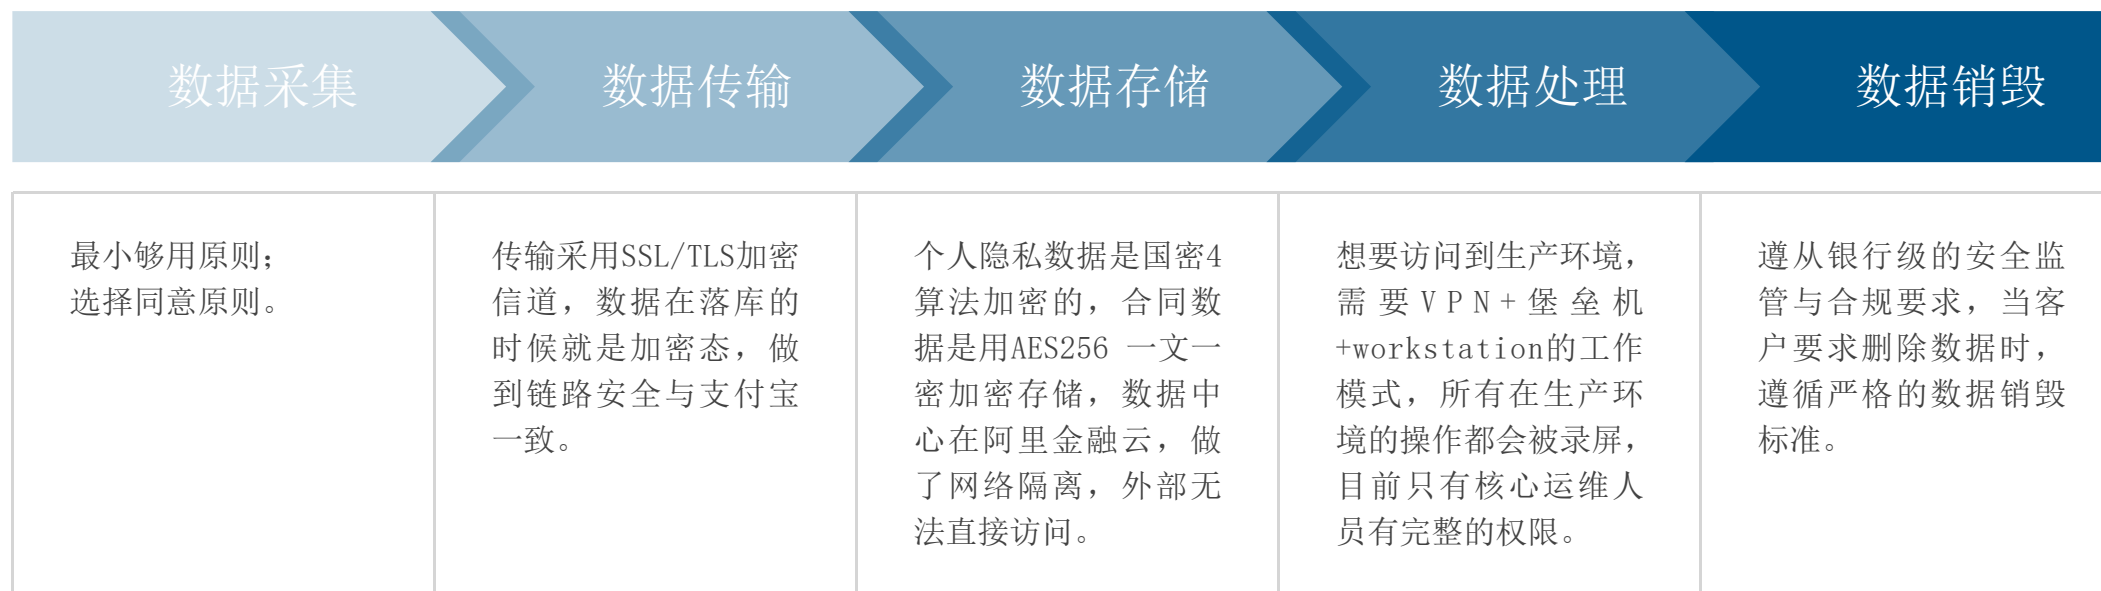 数据采集
数据传输
数据存储
数据处理
数据销毁
最小够用原则；
选择同意原则。
传输采用SSL/TLS加密
信道，数据在落库的
时候就是加密态，做
到链路安全与支付宝
一致。
个人隐私数据是国密4
算法加密的，合同数
据是用AES256 一文一
密加密存储，数据中
心在阿里金融云，做
了网络隔离，外部无
法直接访问。
想要访问到生产环境，
需要VPN+堡垒机
+workstation的工作
模式，所有在生产环
境的操作都会被录屏，
目前只有核心运维人
员有完整的权限。
遵从银行级的安全监
管与合规要求，当客
户要求删除数据时，
遵循严格的数据销毁
标准。